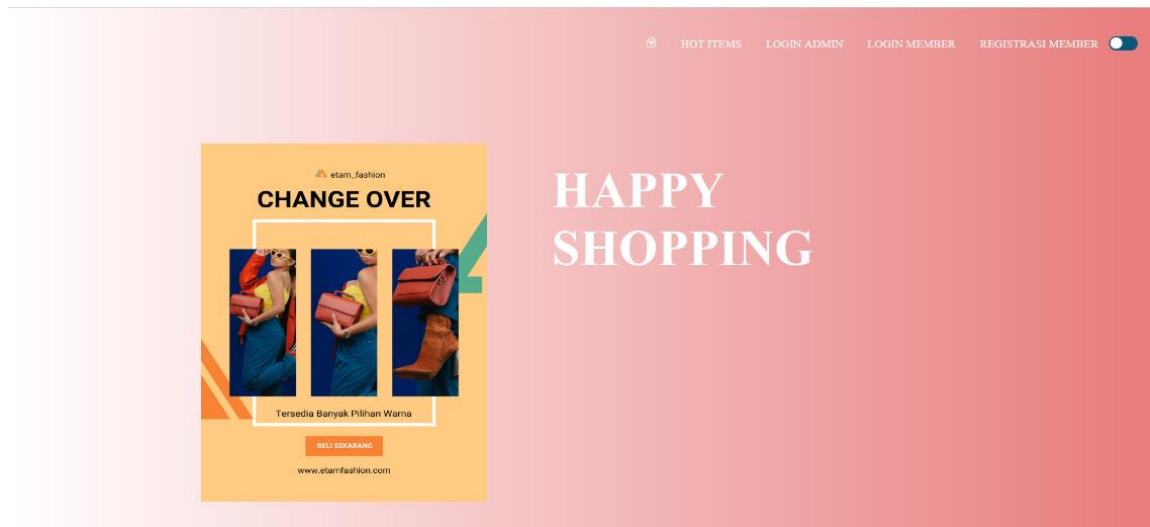 HOT ITEMS LOGIN ADMIN LOGIN MEMBER REGISTRASI MEMBER
etam_fashion
CHANGE OVER
Tersedia Banyak Pilihan Warna
BELI SEKARANG
www.etamfashion.com
HAPPY
SHOPPING